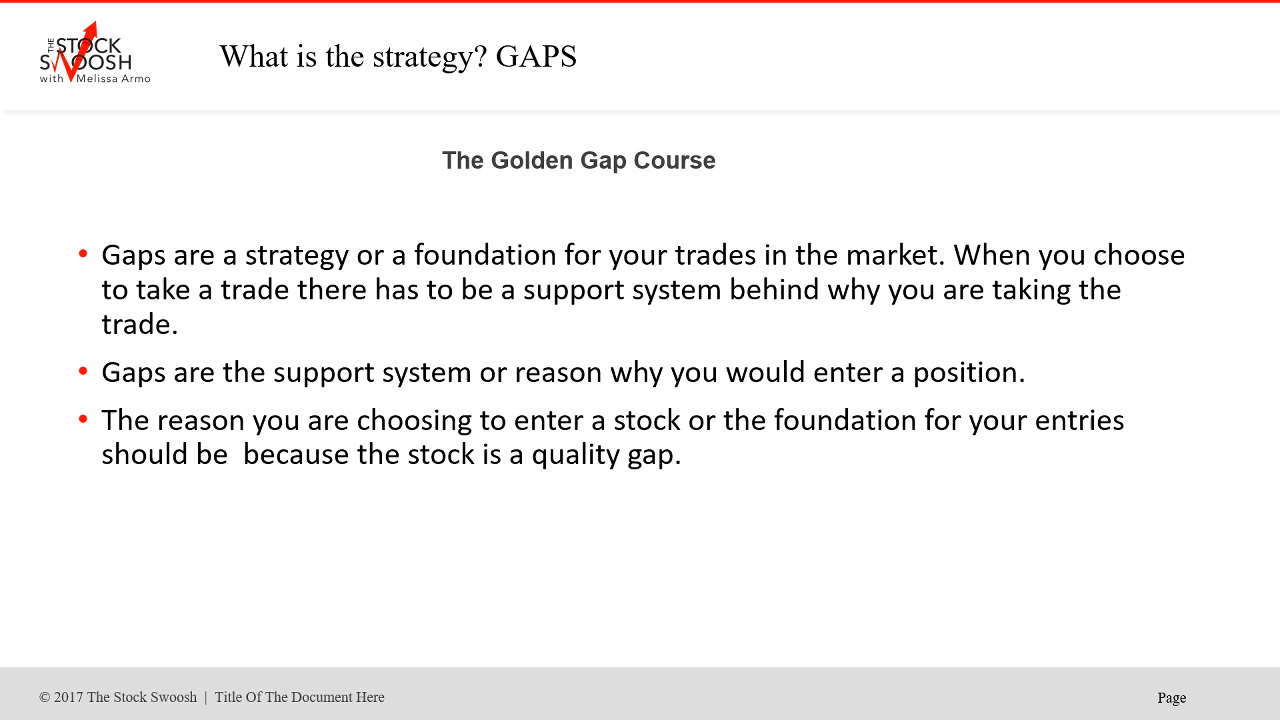 THE STOCK
SWOOSH
with Melissa Armo
What is the strategy? GAPS
The Golden Gap Course
• Gaps are a strategy or a foundation for your trades in the market. When you choose
to take a trade there has to be a support system behind why you are taking the
trade.
• Gaps are the support system or reason why you would enter a position.
• The reason you are choosing to enter a stock or the foundation for your entries
should be  because the stock is a quality gap.
© 2017 The Stock Swoosh | Title Of The Document Here
Page